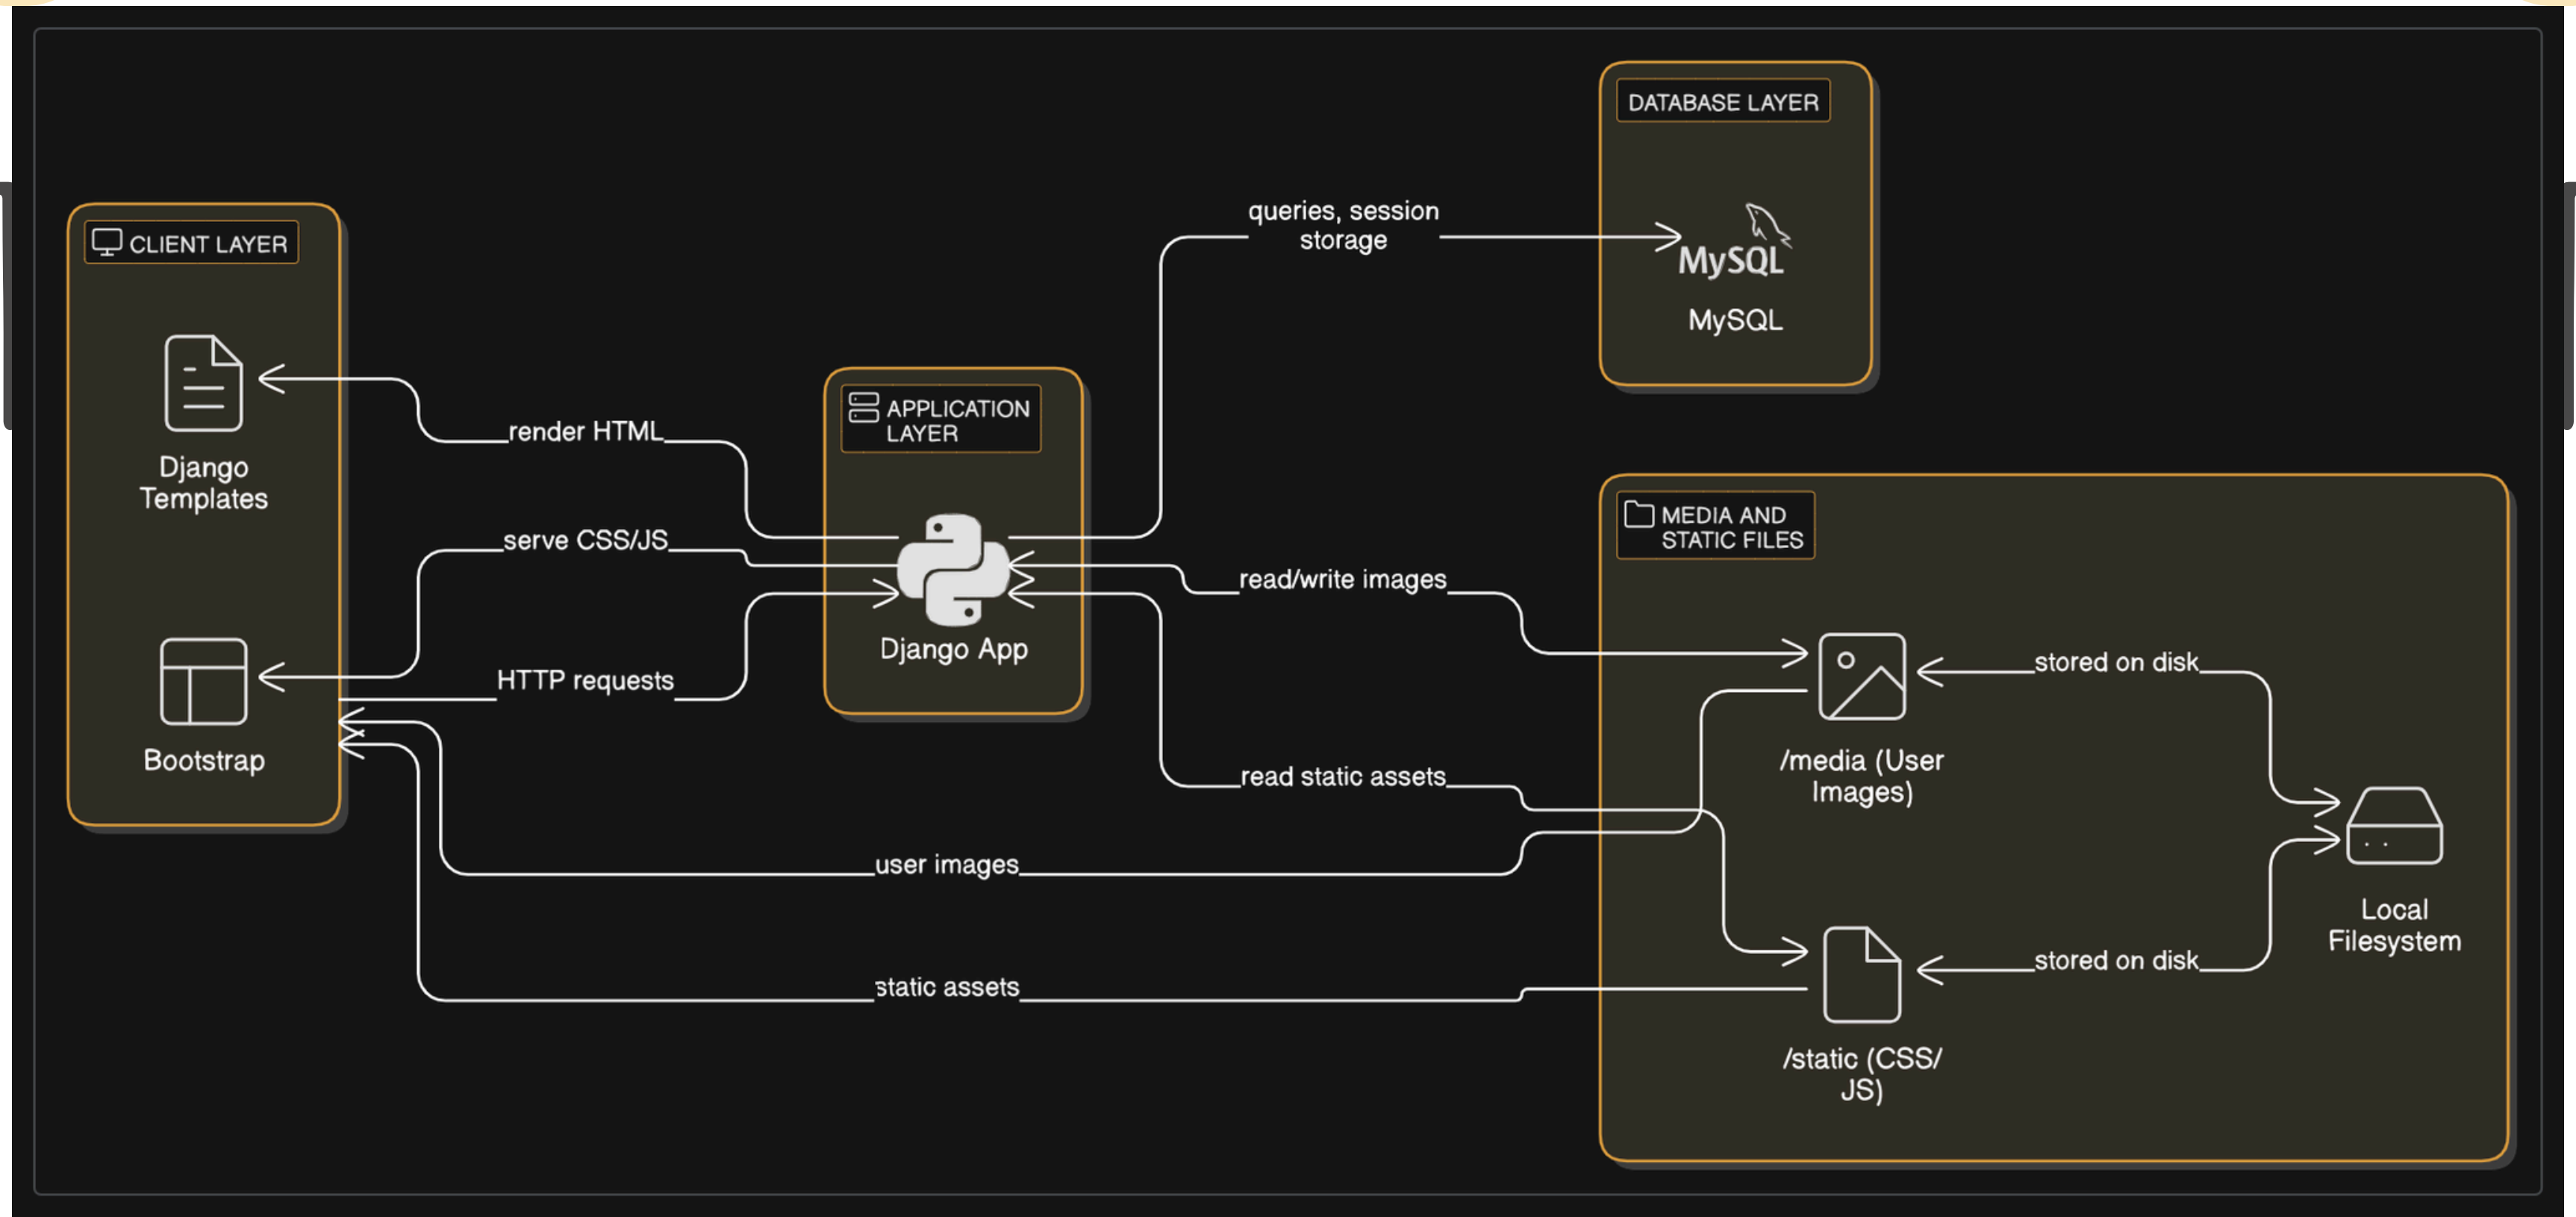 DATABASE LAYER
MySQL
MySQL
queries, session
storage
CLIENT LAYER
Django
Templates
Bootstrap
render HTML
serve CSS/JS
HTTP requests
APPLICATION
LAYER
Django App
read/write images
read static assets
user images
static assets
MEDIA AND
STATIC FILES
/media (User
Images)
stored on disk
Local
Filesystem
stored on disk
/static (CSS/
JS)